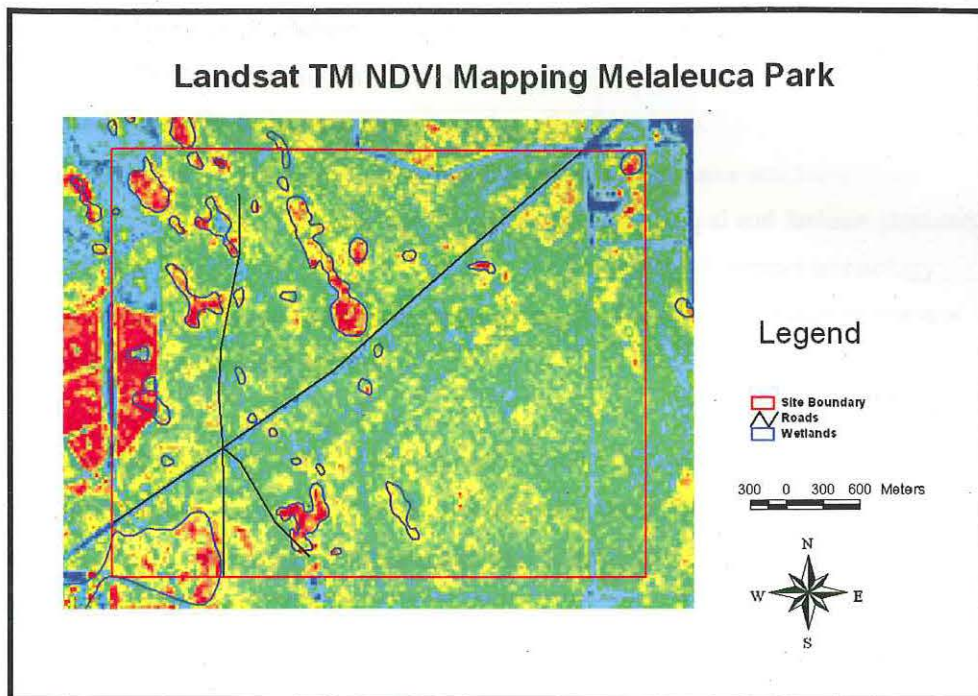 Landsat TM NDVI Mapping Melaleuca Park
Legend
Site Boundary
Roads
Wetlands
300 0 300 600 Meters
N
W E
S